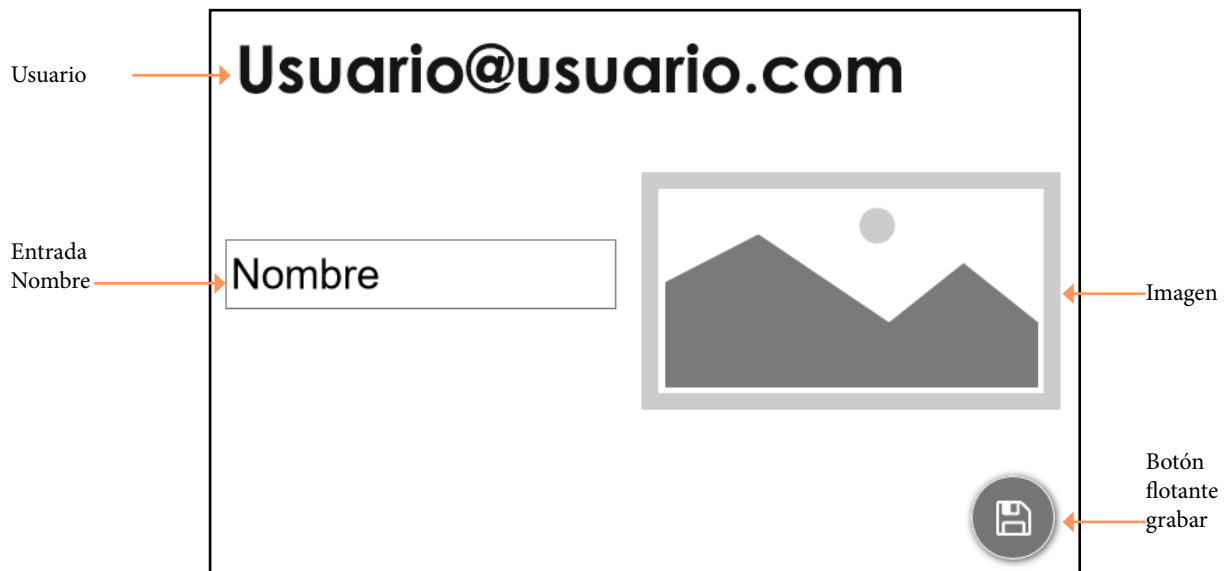 Usuario
Usuario@usuario.com
Entrada
Nombre
Nombre
Imagen
Botón
flotante
grabar